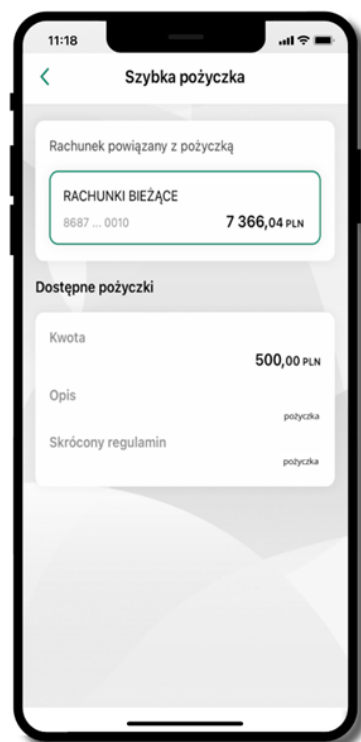 11:18
Szybka pożyczka
Rachunek powiązany z pożyczką
RACHUNKI BIEŻĄCE
8687 ... 0010 7 366,04 PLN
Dostępne pożyczki
Kwota
500,00 PLN
Opis
pożyczka
Skrócony regulamin
pożyczka